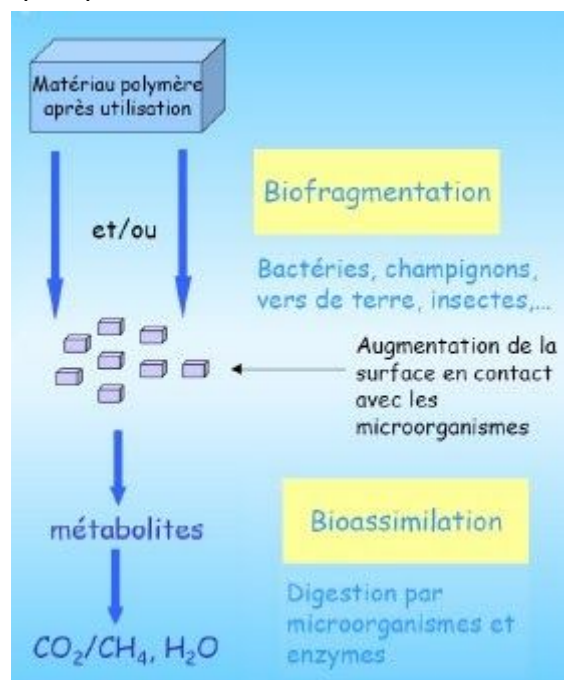 Matériau polymère
après utilisation
Biofragmentation
et/ou
Bactéries, champignons,
vers de terre, insectes,...
Augmentation de la
surface en contact
avec les
microorganismes
métabolites
Bioassimilation
Digestion par
microorganismes et
enzymes
CO₂/CH₄, H₂O